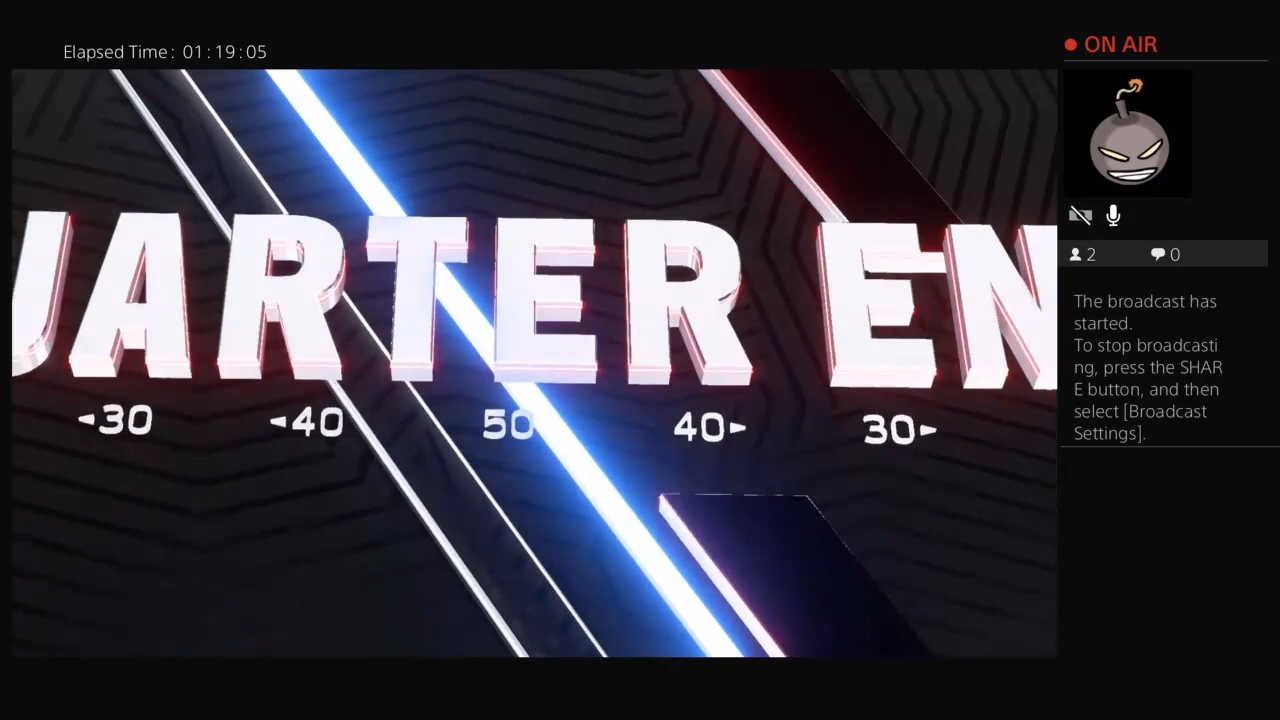 Elapsed Time: 01:19:05
ON AIR
UARTER EN
◄30 ◄40 50 40► 30►
2 0
The broadcast has
started.
To stop broadcasti
ng, press the SHAR
E button, and then
select [Broadcast
Settings].